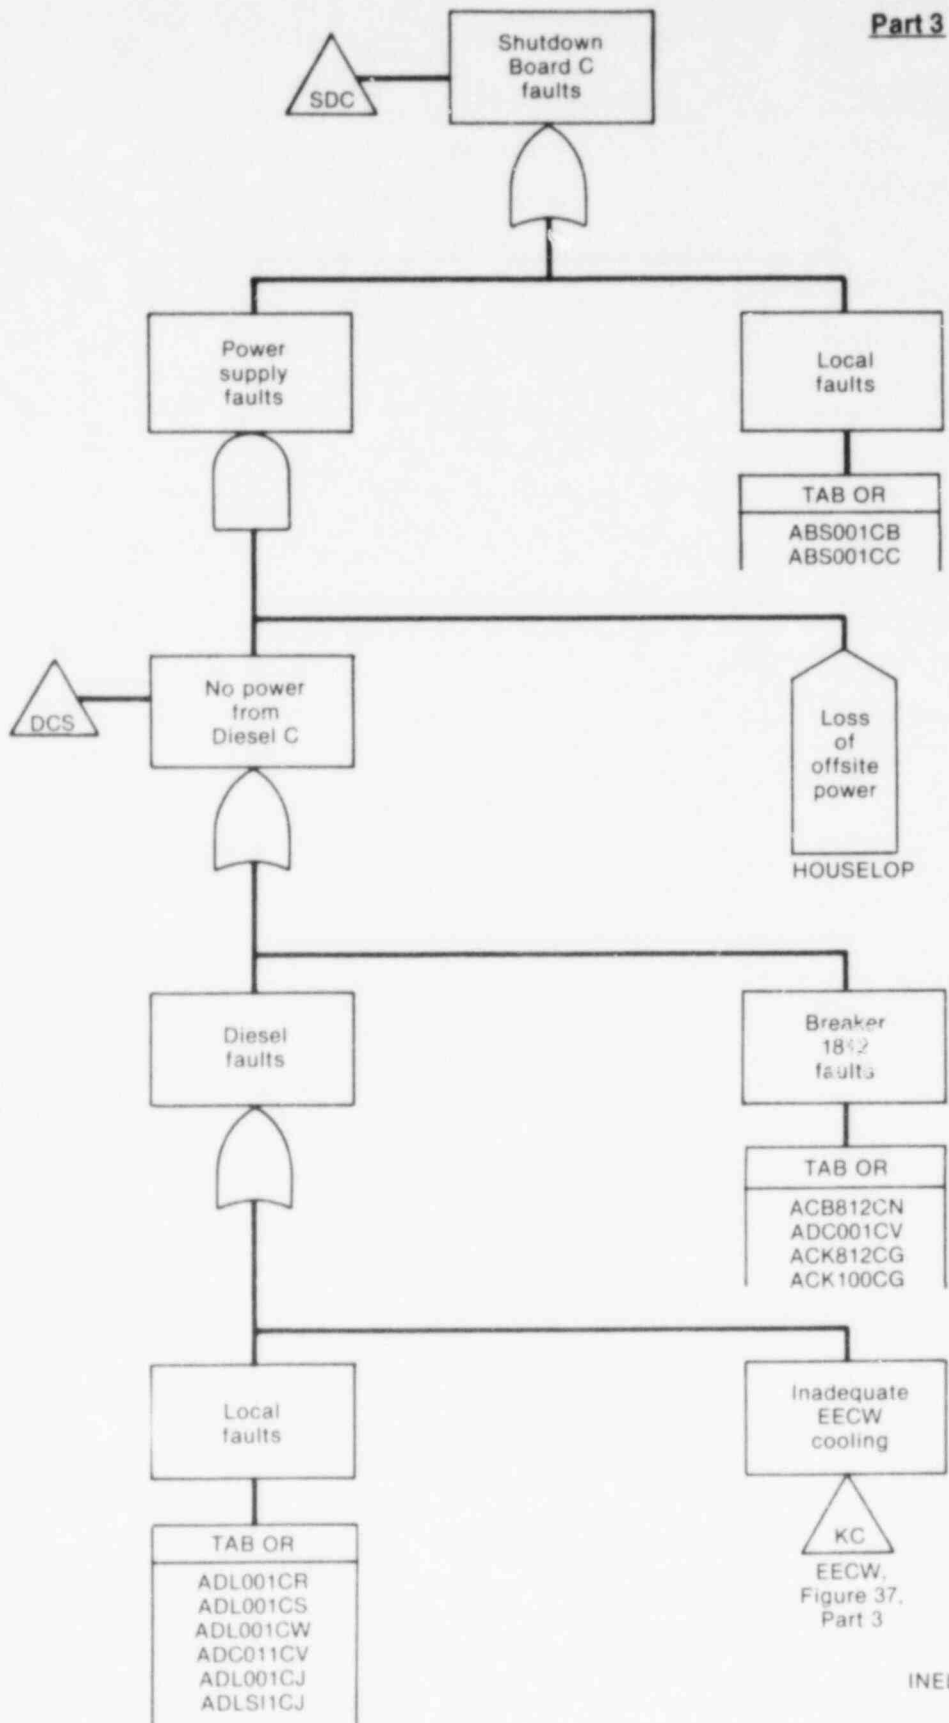 Part 3
Shutdown
Board C
faults
SDC
Power
supply
faults
Local
faults
TAB OR
ABS001CB
ABS001CC
No power
from
Diesel C
DCS
Loss
of
offsite
power
HOUSELOP
Diesel
faults
Breaker
faults
TAB OR
ACB812CN
ADC001CV
ACK812CG
ACK100CG
Local
faults
Inadequate
EECW
cooling
TAB OR
ADL001CR
ADL001CS
ADL001CW
ADC011CV
ADL001CJ
ADLSI1CJ
KC
EECW,
Figure 37,
Part 3